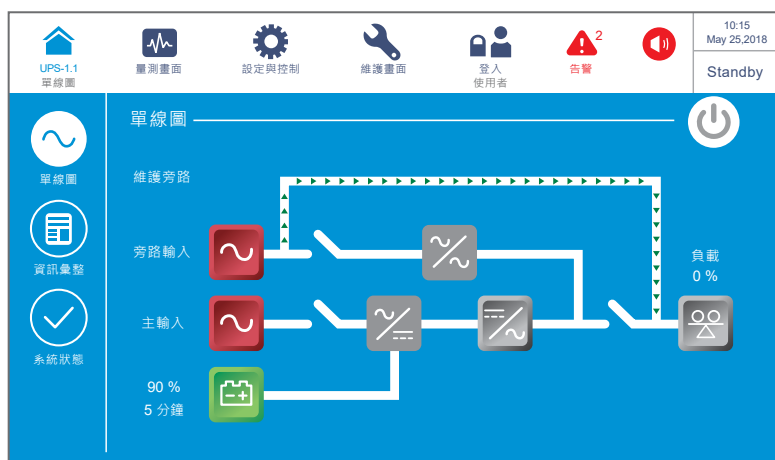 UPS-1.1
單線圖
量測畫面
設定與控制
維護畫面
登入
使用者
2
告警
10:15
May 25,2018
Standby
單線圖
資訊彙整
系統狀態
單線圖
維護旁路
旁路輸入
主輸入
90 %
5 分鐘
負載
0 %